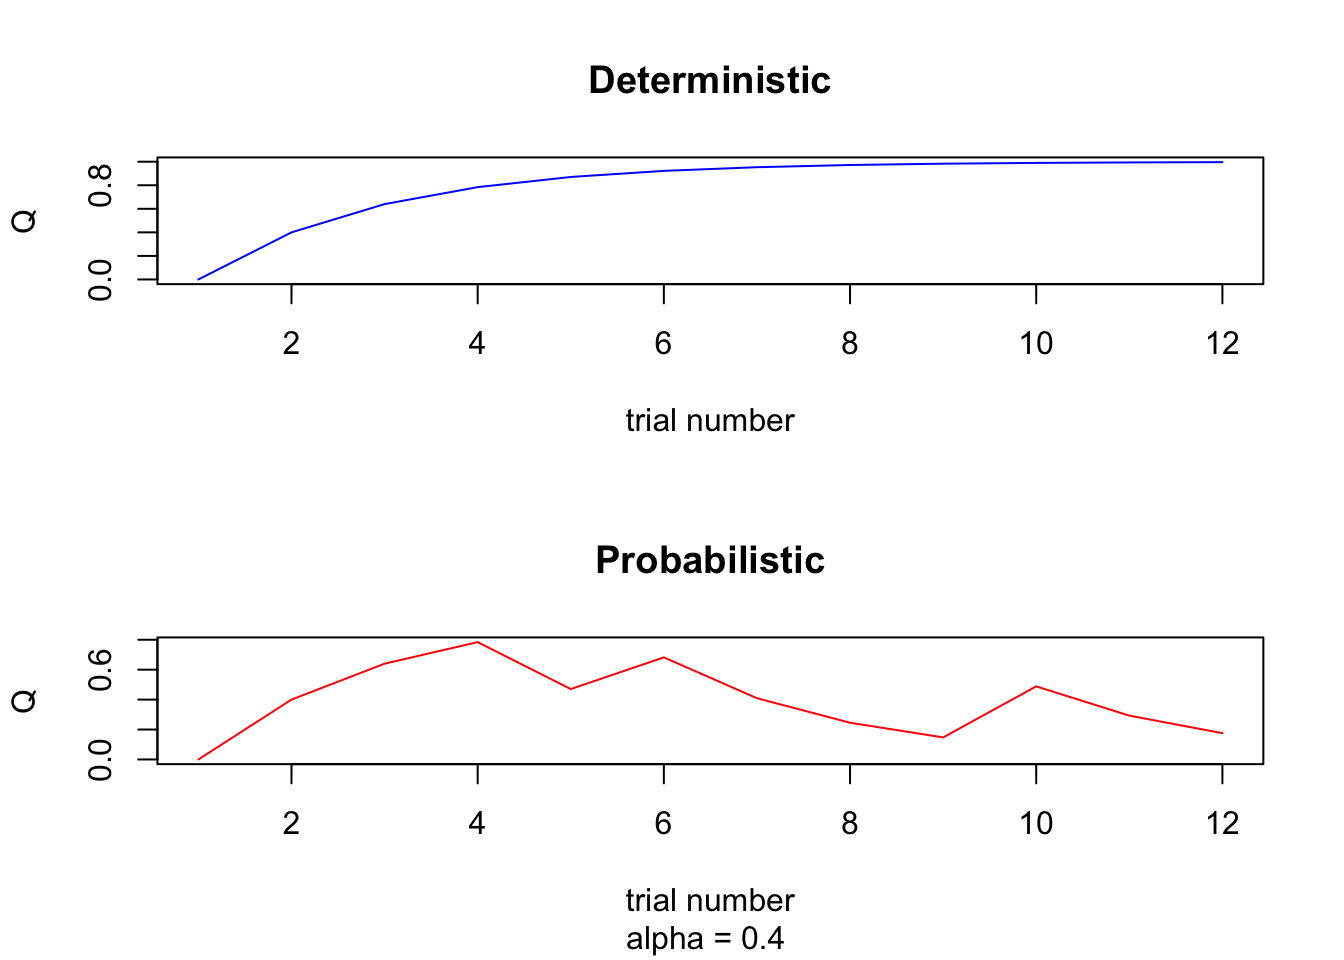 Deterministic
Q
0.8
0.0
2 4 6 8 10 12
trial number
Probabilistic
Q
0.6
0.0
2 4 6 8 10 12
trial number
alpha = 0.4